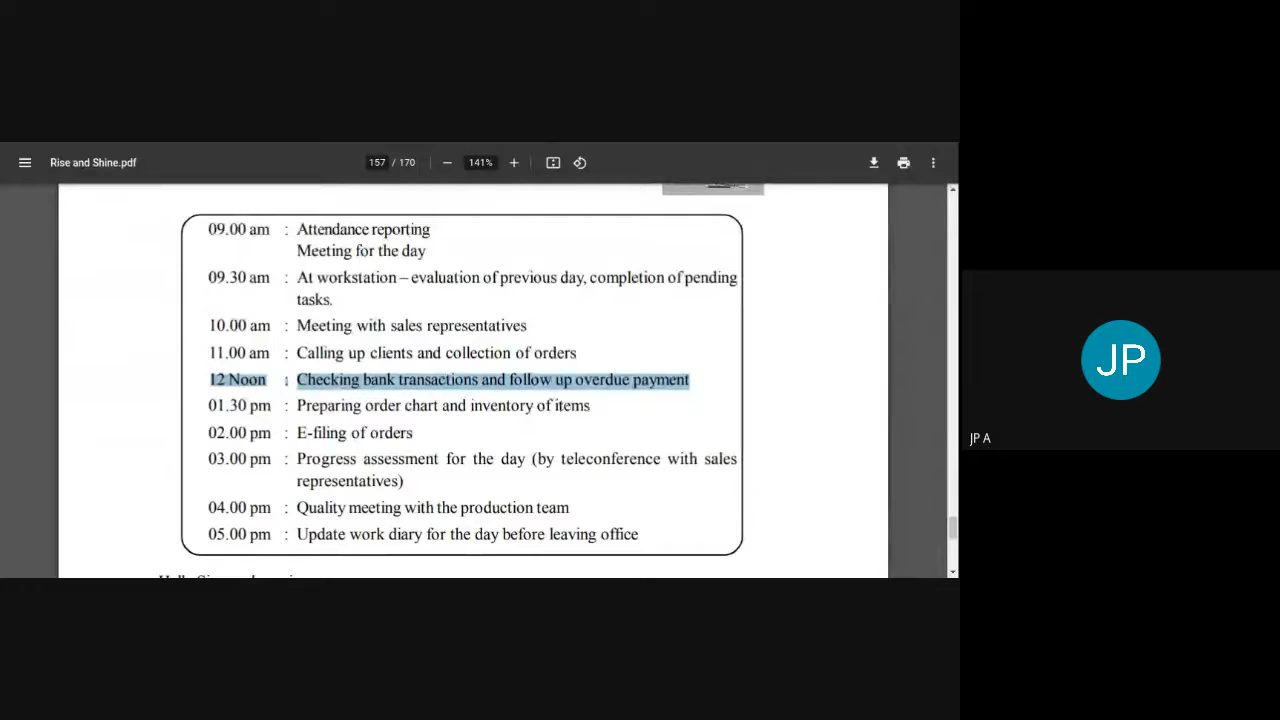 Rise and Shine.pdf
157 / 170
141%
09.00 am : Attendance reporting
Meeting for the day
09.30 am : At workstation – evaluation of previous day, completion of pending
tasks.
10.00 am : Meeting with sales representatives
11.00 am : Calling up clients and collection of orders
12 Noon : Checking bank transactions and follow up overdue payment
01.30 pm : Preparing order chart and inventory of items
02.00 pm : E-filing of orders
03.00 pm : Progress assessment for the day (by teleconference with sales
representatives)
04.00 pm : Quality meeting with the production team
05.00 pm : Update work diary for the day before leaving office
JP
JP A